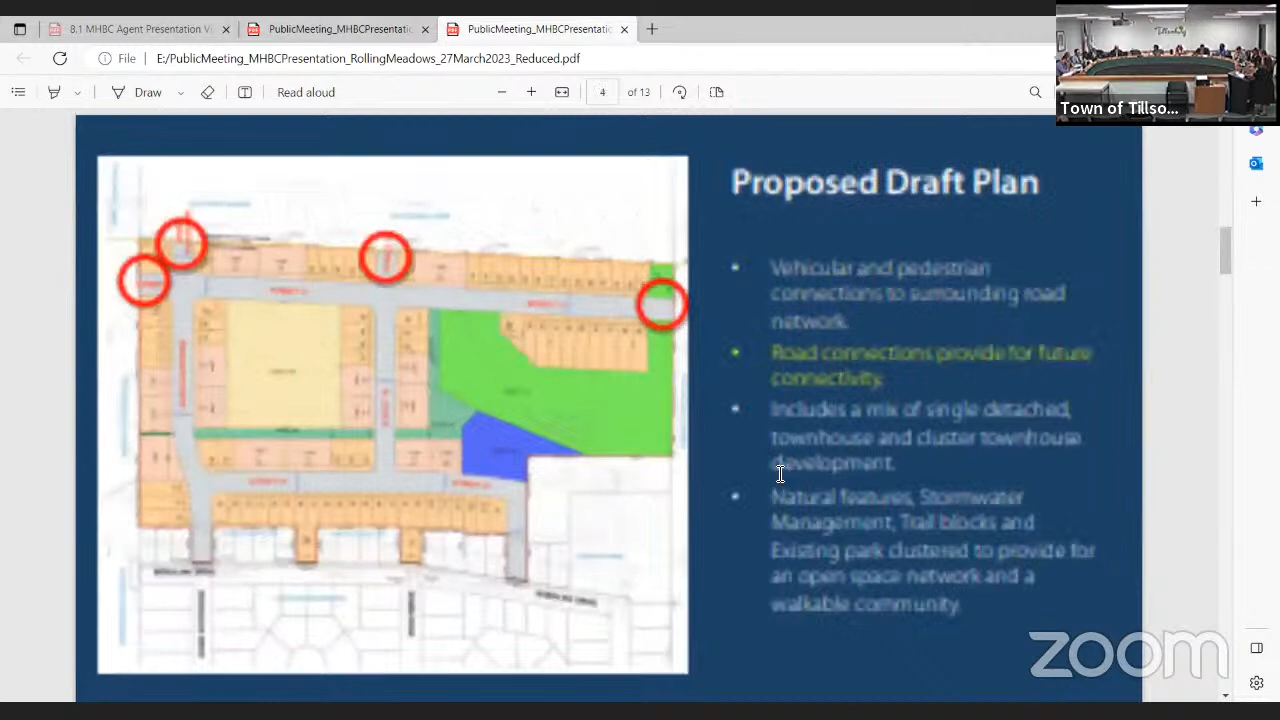 8.1 MHBC Agent Presentation Vi
PublicMeeting_MHBCPresentat
PublicMeeting_MHBCPresentatio
File
E:/PublicMeeting_MHBCPresentation_RollingMeadows_27March2023_Reduced.pdf
Draw
Read aloud
4 of 13
Town of Tillso...
Proposed Draft Plan
• Vehicular and pedestrian
connections to surrounding road
network.
• Road connections provide for future
connectivity.
• Includes a mix of single detached,
townhouse and cluster townhouse
development.
• Natural features, Stormwater
Management, Trail blocks and
Existing park clustered to provide for
an open space network and a
walkable community.
zoom